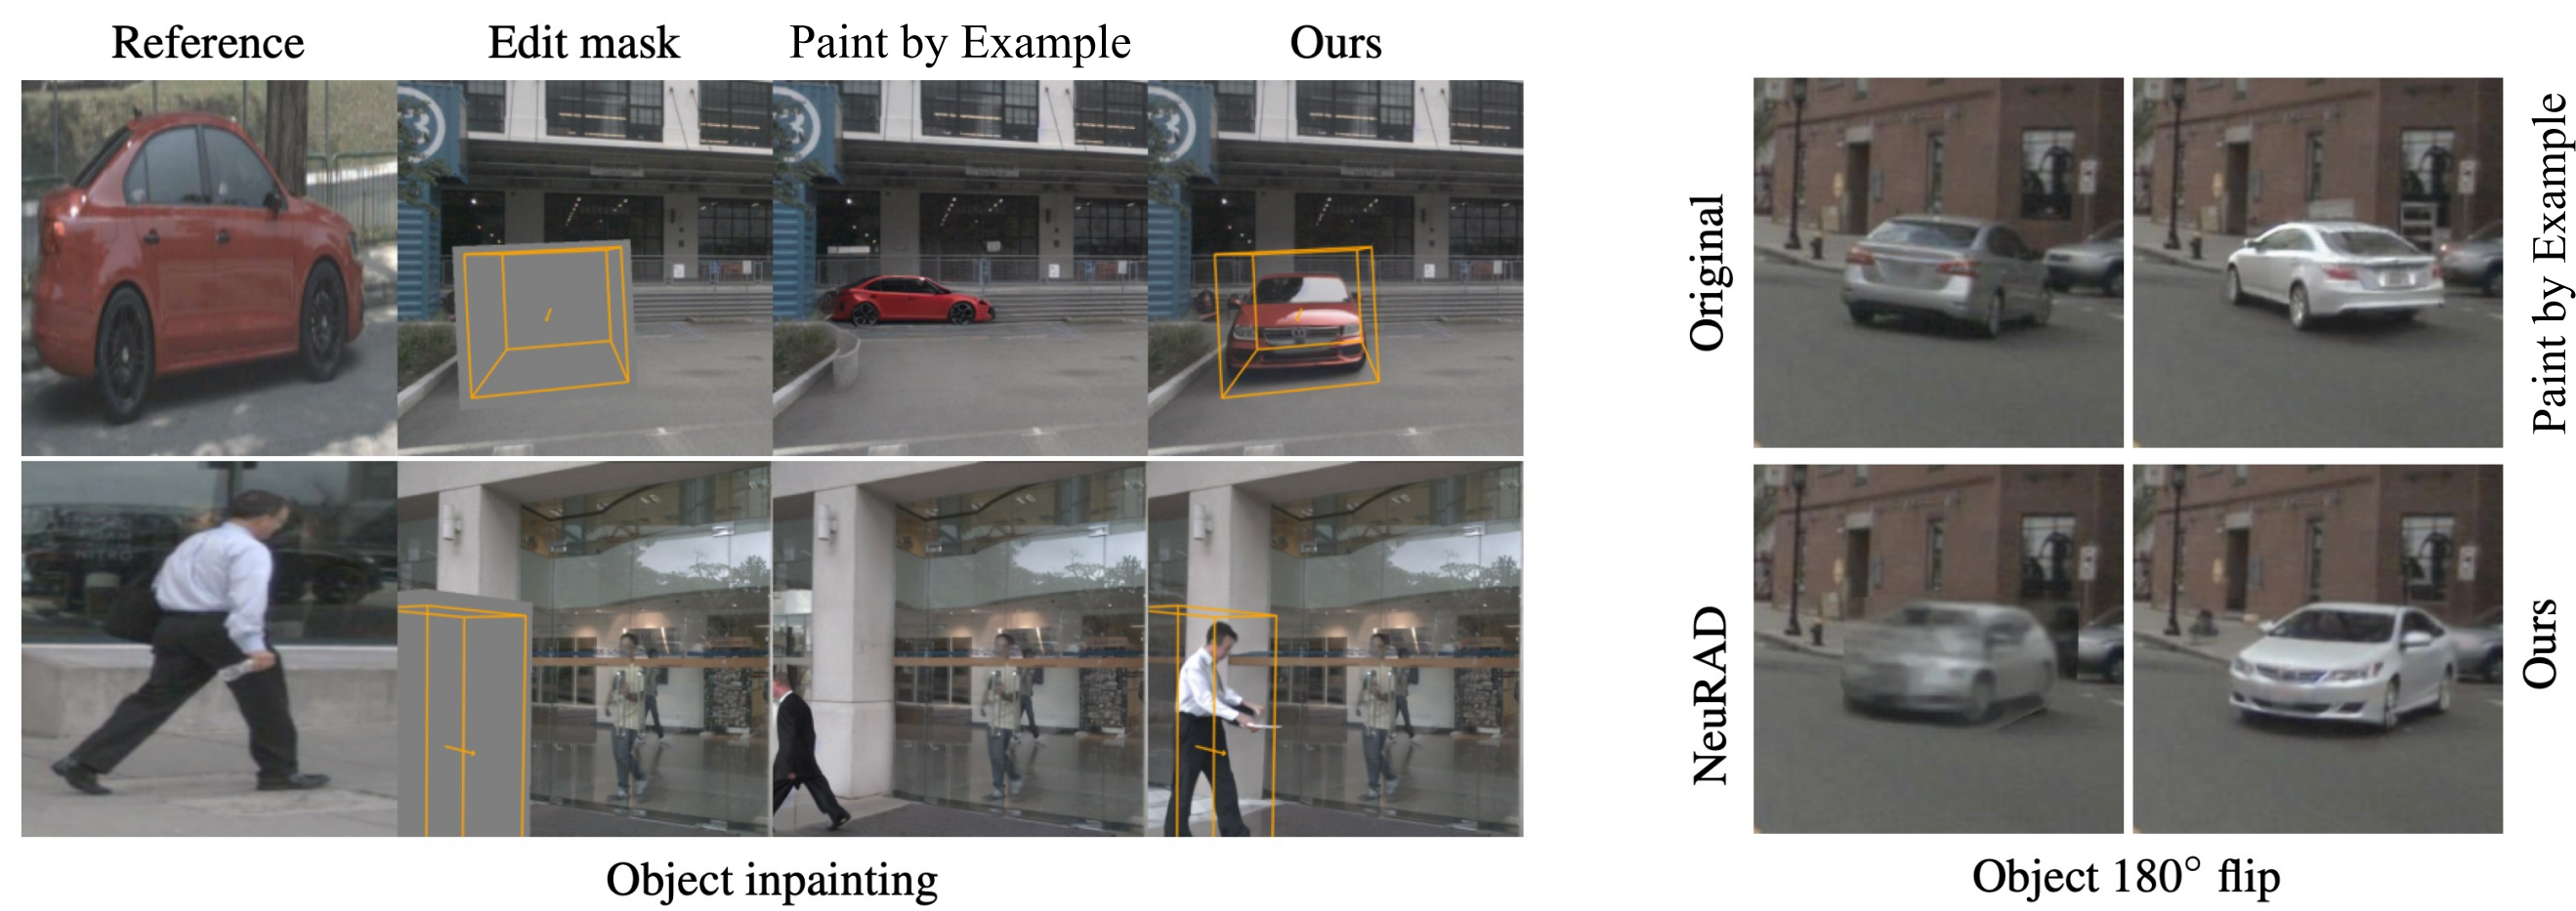 Reference
Edit mask
Paint by Example
Ours
Object inpainting
Original
Paint by Example
NeuRAD
Ours
Object 180° flip